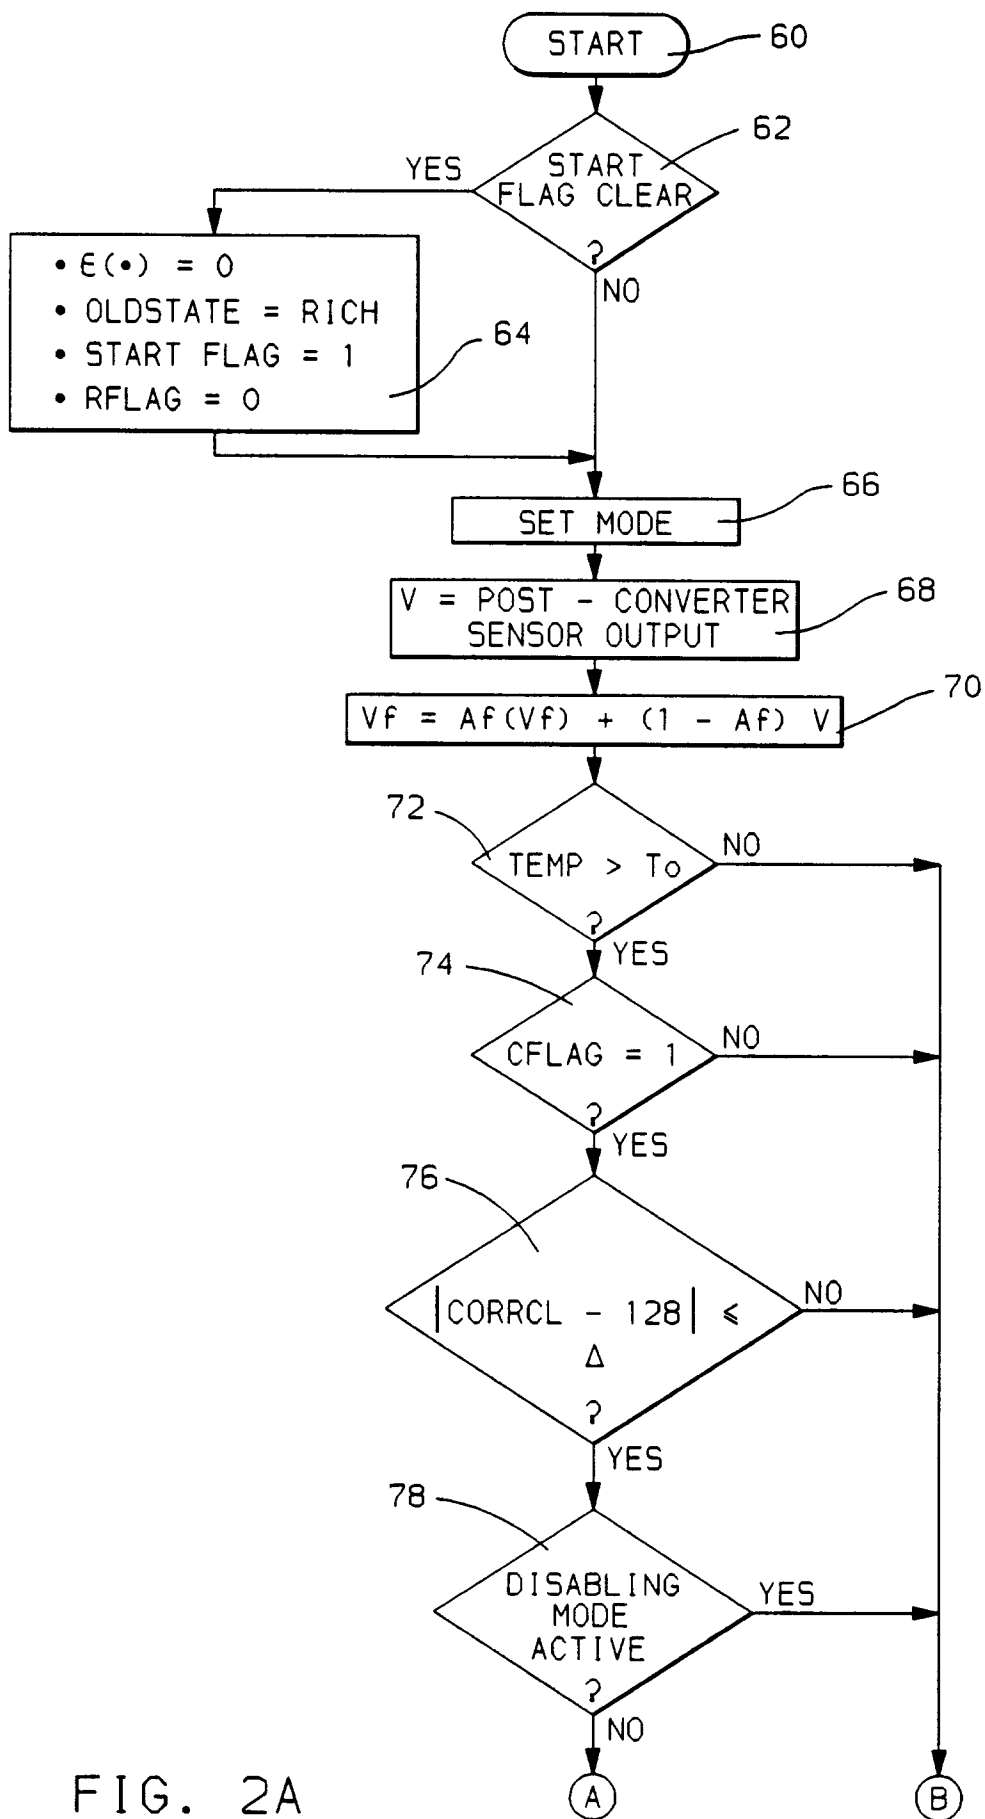 START
60
62
START
FLAG CLEAR
?
YES
NO
• E(•) = 0
• OLDSTATE = RICH
• START FLAG = 1
• RFLAG = 0
64
66
SET MODE
V = POST - CONVERTER
SENSOR OUTPUT
68
70
Vf = Af(Vf) + (1 - Af) V
72
TEMP > To
?
NO
YES
74
CFLAG = 1
?
NO
YES
76
|CORRCL - 128| ⩽
Δ
?
NO
YES
78
DISABLING
MODE
ACTIVE
?
YES
NO
A
B
FIG. 2A